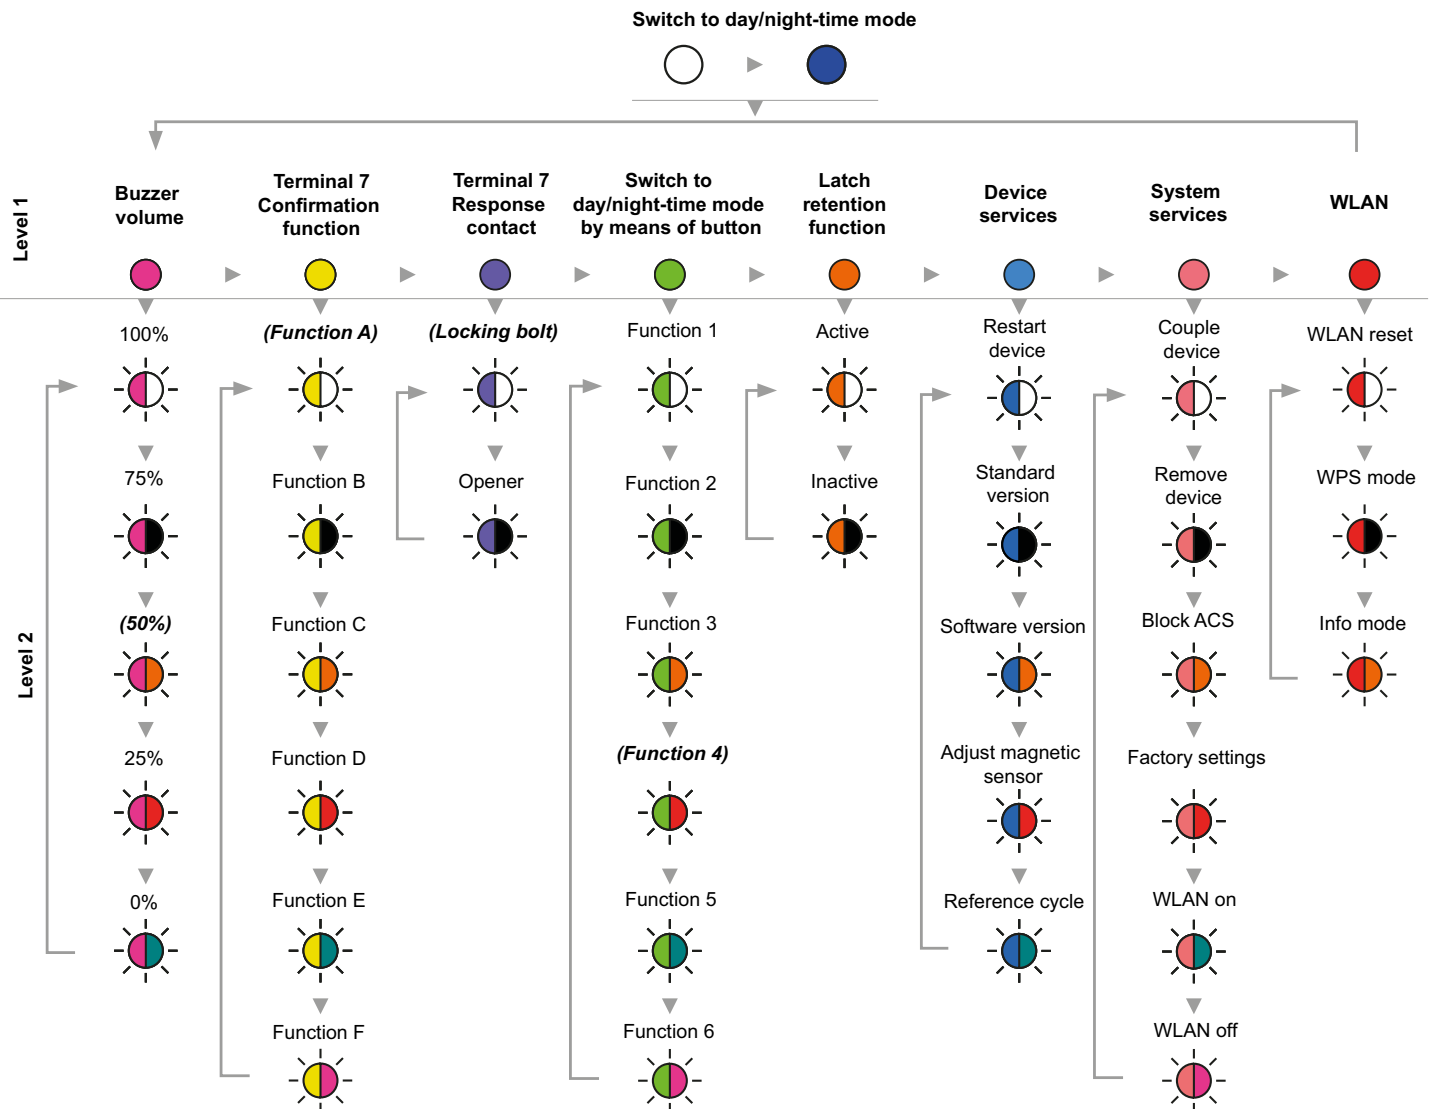 Switch to day/night-time mode
Level 1
Buzzer
volume
Terminal 7
Confirmation
function
Terminal 7
Response
contact
Switch to
day/night-time mode
by means of button
Latch
retention
function
Device
services
System
services
WLAN
Level 2
100%
75%
(50%)
25%
0%
(Function A)
Function B
Function C
Function D
Function E
Function F
(Locking bolt)
Opener
Function 1
Function 2
Function 3
(Function 4)
Function 5
Function 6
Active
Inactive
Restart
device
Standard
version
Software version
Adjust magnetic
sensor
Reference cycle
Couple
device
Remove
device
Block ACS
Factory settings
WLAN on
WLAN off
WLAN reset
WPS mode
Info mode